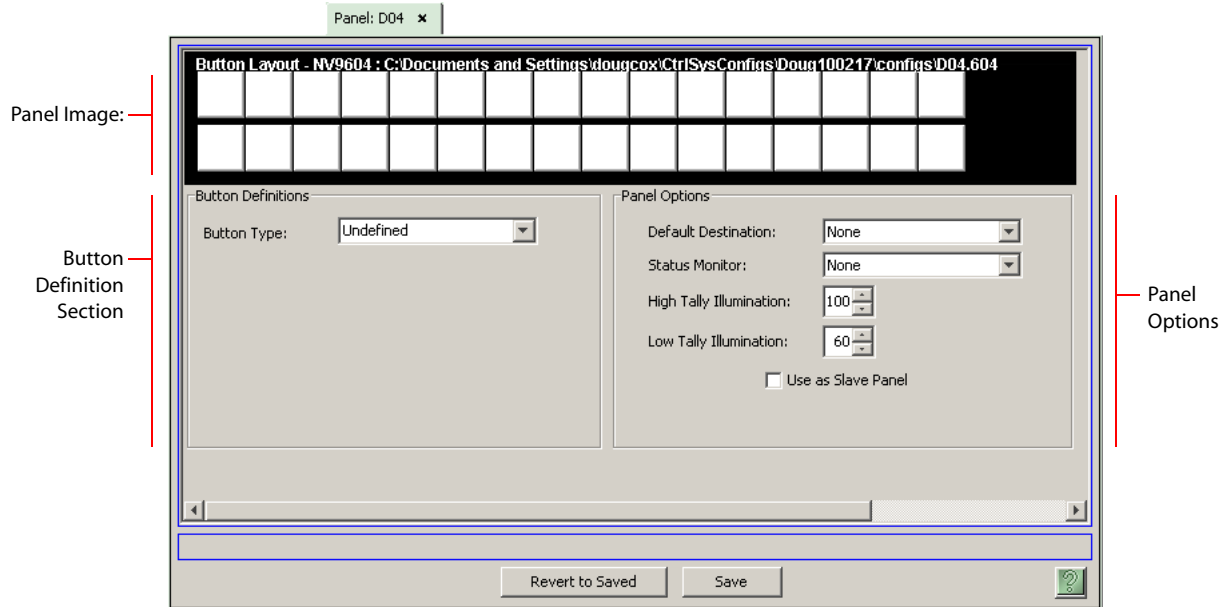 Panel: D04 ×
Button Layout - NV9604 : C:\Documents and Settings\dougcox\CtrlSysConfigs\Doug100217\configs\D04.604
Panel Image:
Button Definitions
Button Type: Undefined
Button
Definition
Section
Panel Options
Default Destination: None
Status Monitor: None
High Tally Illumination: 100
Low Tally Illumination: 60
Use as Slave Panel
Panel
Options
Revert to Saved
Save
?